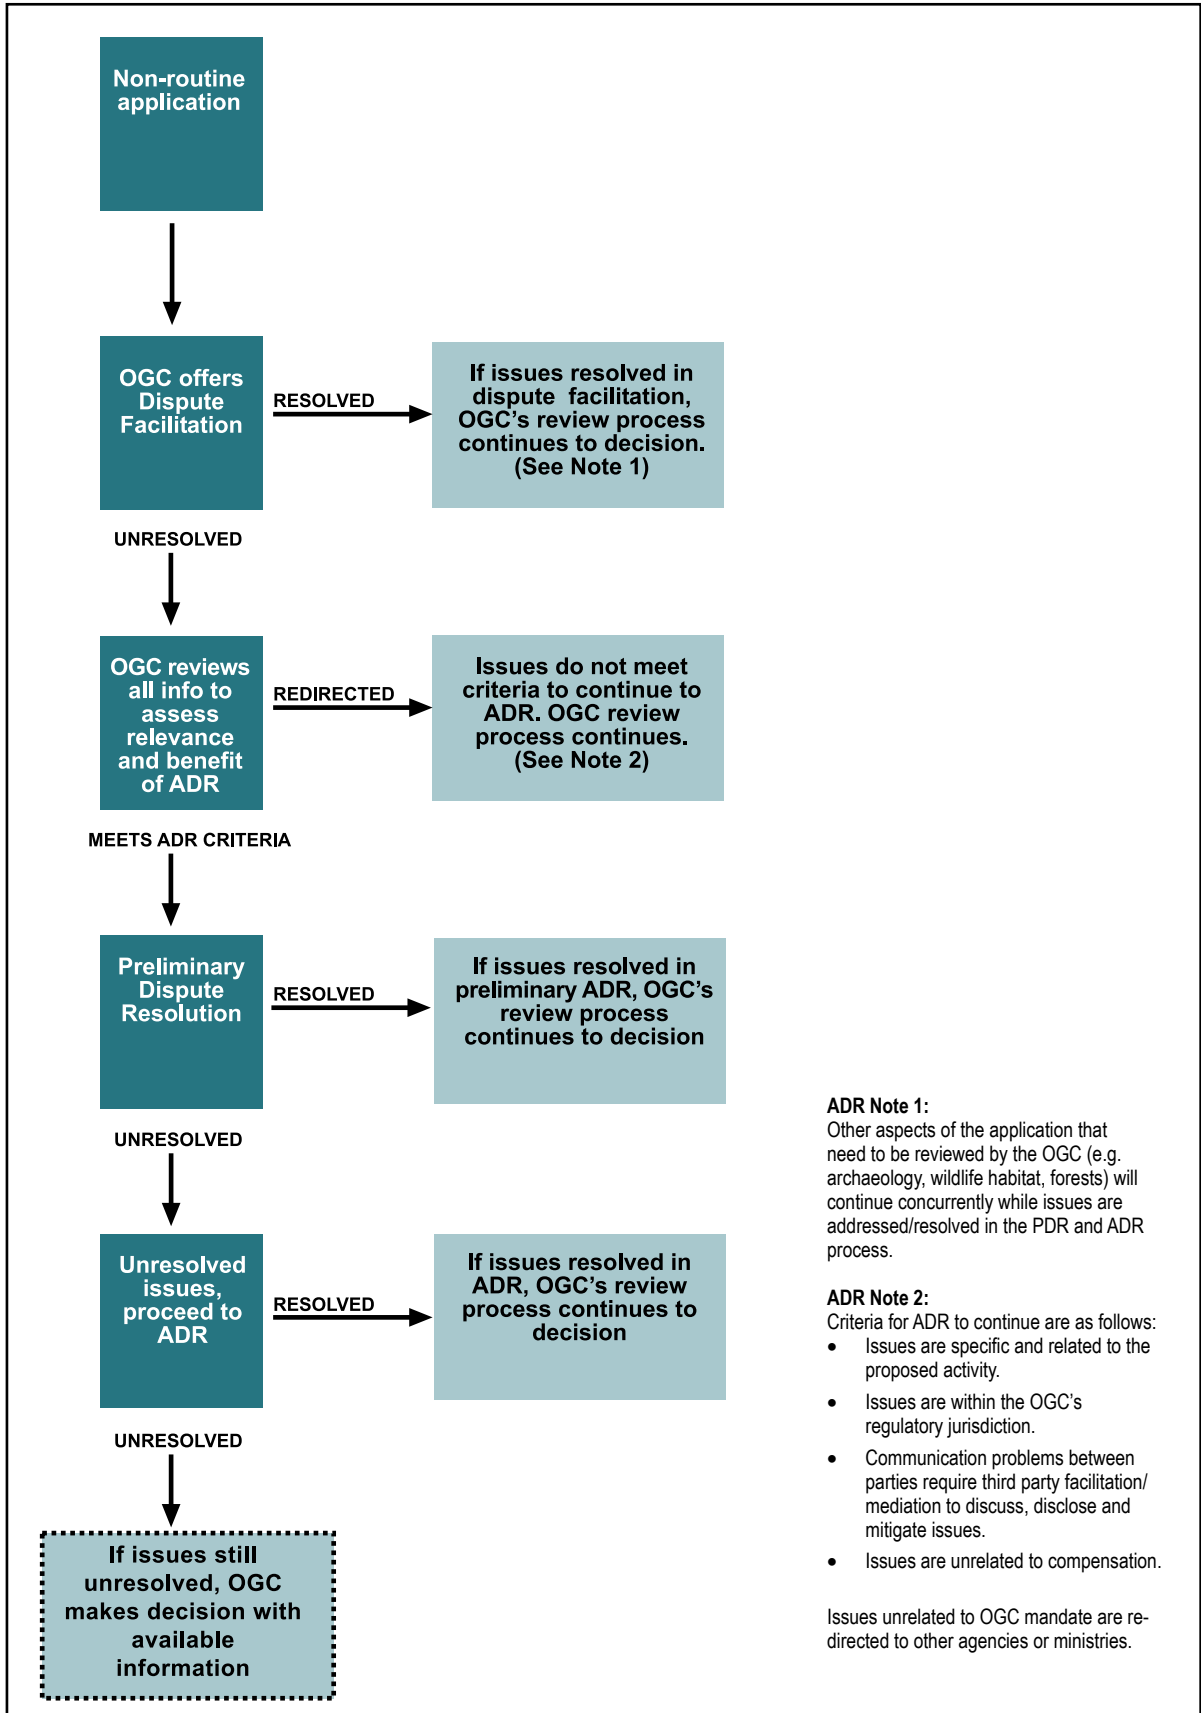 Non-routine
application
OGC offers
Dispute
Facilitation
RESOLVED
If issues resolved in
dispute facilitation,
OGC’s review process
continues to decision.
(See Note 1)
UNRESOLVED
OGC reviews
all info to
assess
relevance
and benefit
of ADR
REDIRECTED
Issues do not meet
criteria to continue to
ADR. OGC review
process continues.
(See Note 2)
MEETS ADR CRITERIA
Preliminary
Dispute
Resolution
RESOLVED
If issues resolved in
preliminary ADR, OGC’s
review process
continues to decision
UNRESOLVED
Unresolved
issues,
proceed to
ADR
RESOLVED
If issues resolved in
ADR, OGC’s review
process continues to
decision
UNRESOLVED
If issues still
unresolved, OGC
makes decision with
available
information
ADR Note 1:
Other aspects of the application that
need to be reviewed by the OGC (e.g.
archaeology, wildlife habitat, forests) will
continue concurrently while issues are
addressed/resolved in the PDR and ADR
process.
ADR Note 2:
Criteria for ADR to continue are as follows:
• Issues are specific and related to the
proposed activity.
• Issues are within the OGC’s
regulatory jurisdiction.
• Communication problems between
parties require third party facilitation/
mediation to discuss, disclose and
mitigate issues.
• Issues are unrelated to compensation.
Issues unrelated to OGC mandate are re-
directed to other agencies or ministries.